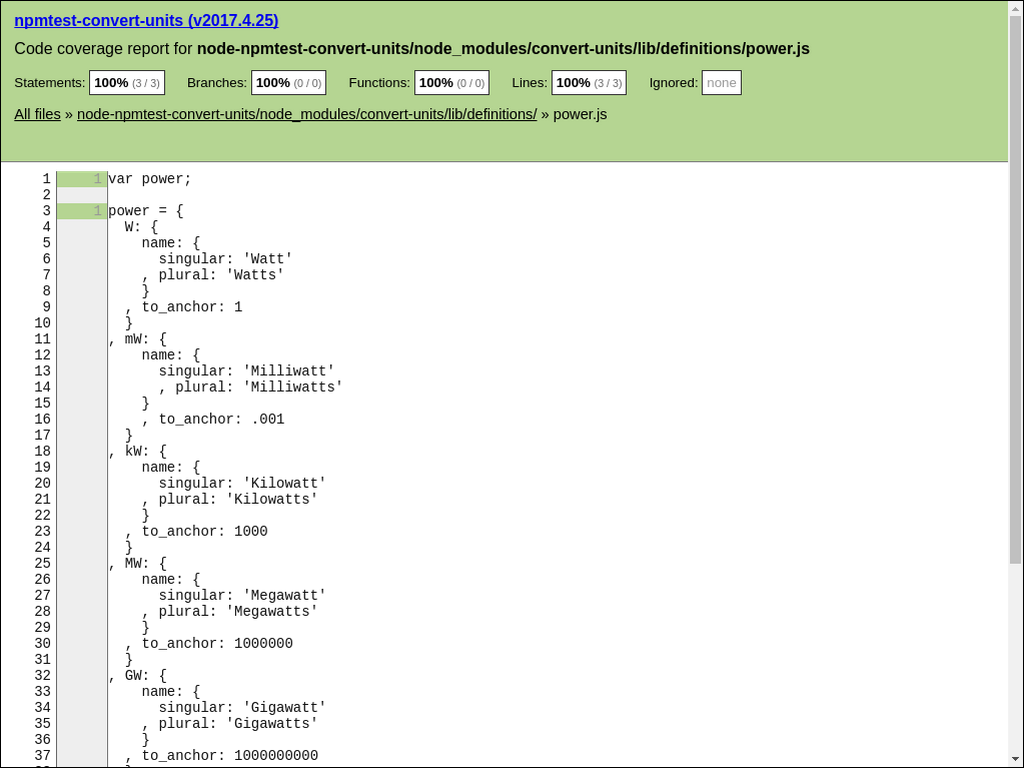 npmtest-convert-units (v2017.4.25)
Code coverage report for node-npmtest-convert-units/node_modules/convert-units/lib/definitions/power.js
Statements: 100% (3 / 3) Branches: 100% (0 / 0) Functions: 100% (0 / 0) Lines: 100% (3 / 3) Ignored: none
All files » node-npmtest-convert-units/node_modules/convert-units/lib/definitions/ » power.js
1 1 var power;
2
3 1 power = {
4   W: {
5     name: {
6       singular: 'Watt'
7     , plural: 'Watts'
8     }
9   , to_anchor: 1
10   }
11 , mW: {
12     name: {
13       singular: 'Milliwatt'
14       , plural: 'Milliwatts'
15     }
16     , to_anchor: .001
17   }
18 , kW: {
19     name: {
20       singular: 'Kilowatt'
21     , plural: 'Kilowatts'
22     }
23   , to_anchor: 1000
24   }
25 , MW: {
26     name: {
27       singular: 'Megawatt'
28     , plural: 'Megawatts'
29     }
30   , to_anchor: 1000000
31   }
32 , GW: {
33     name: {
34       singular: 'Gigawatt'
35     , plural: 'Gigawatts'
36     }
37   , to_anchor: 1000000000